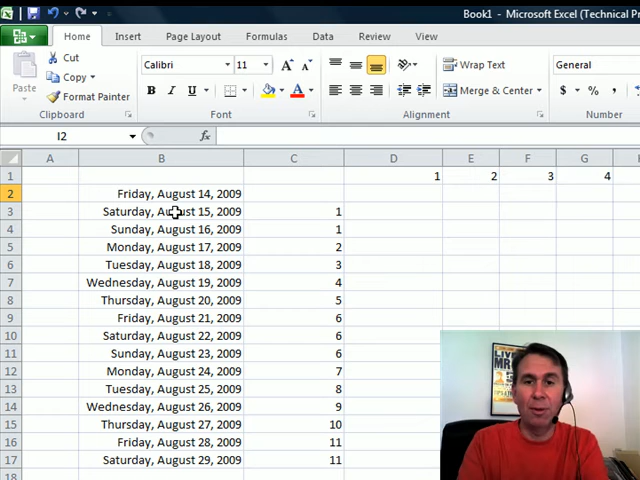 Book1 - Microsoft Excel (Technical Pr
Home Insert Page Layout Formulas Data Review View
Paste
Cut
Copy
Format Painter
Clipboard
Calibri 11 A A
B I U A
Font
Wrap Text
Merge & Center
Alignment
General
$ % ,
Number
I2 fx
A B C D E F G
1 1 2 3 4
2 Friday, August 14, 2009
3 Saturday, August 15, 2009 1
4 Sunday, August 16, 2009 1
5 Monday, August 17, 2009 2
6 Tuesday, August 18, 2009 3
7 Wednesday, August 19, 2009 4
8 Thursday, August 20, 2009 5
9 Friday, August 21, 2009 6
10 Saturday, August 22, 2009 6
11 Sunday, August 23, 2009 6
12 Monday, August 24, 2009 7
13 Tuesday, August 25, 2009 8
14 Wednesday, August 26, 2009 9
15 Thursday, August 27, 2009 10
16 Friday, August 28, 2009 11
17 Saturday, August 29, 2009 11
18
LIVE
MR